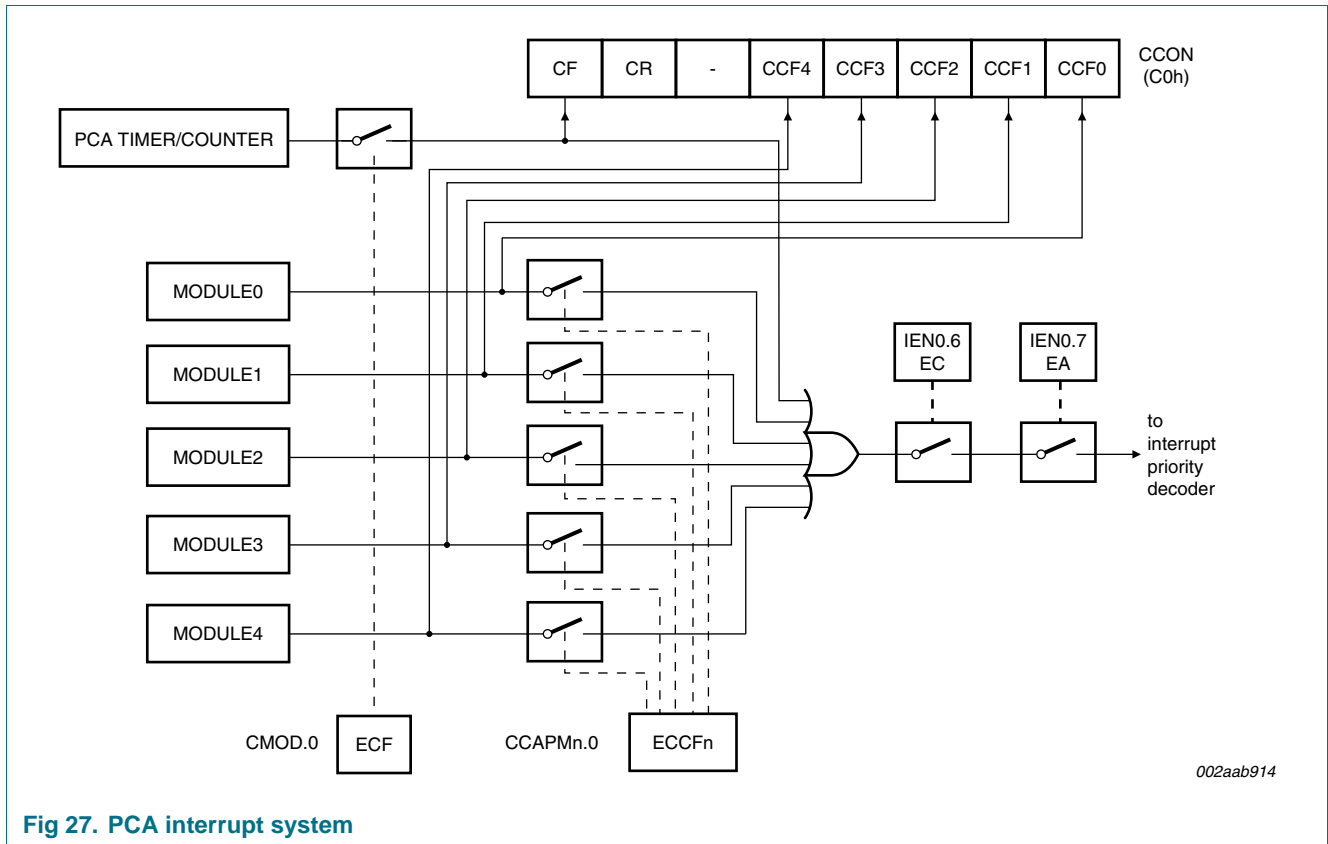 CF CR - CCF4 CCF3 CCF2 CCF1 CCF0
CCON
(C0h)
PCA TIMER/COUNTER
MODULE0
MODULE1
MODULE2
MODULE3
MODULE4
IEN0.6
EC
IEN0.7
EA
to
interrupt
priority
decoder
CMOD.0
ECF
CCAPMn.0
ECCFn
002aab914
Fig 27. PCA interrupt system